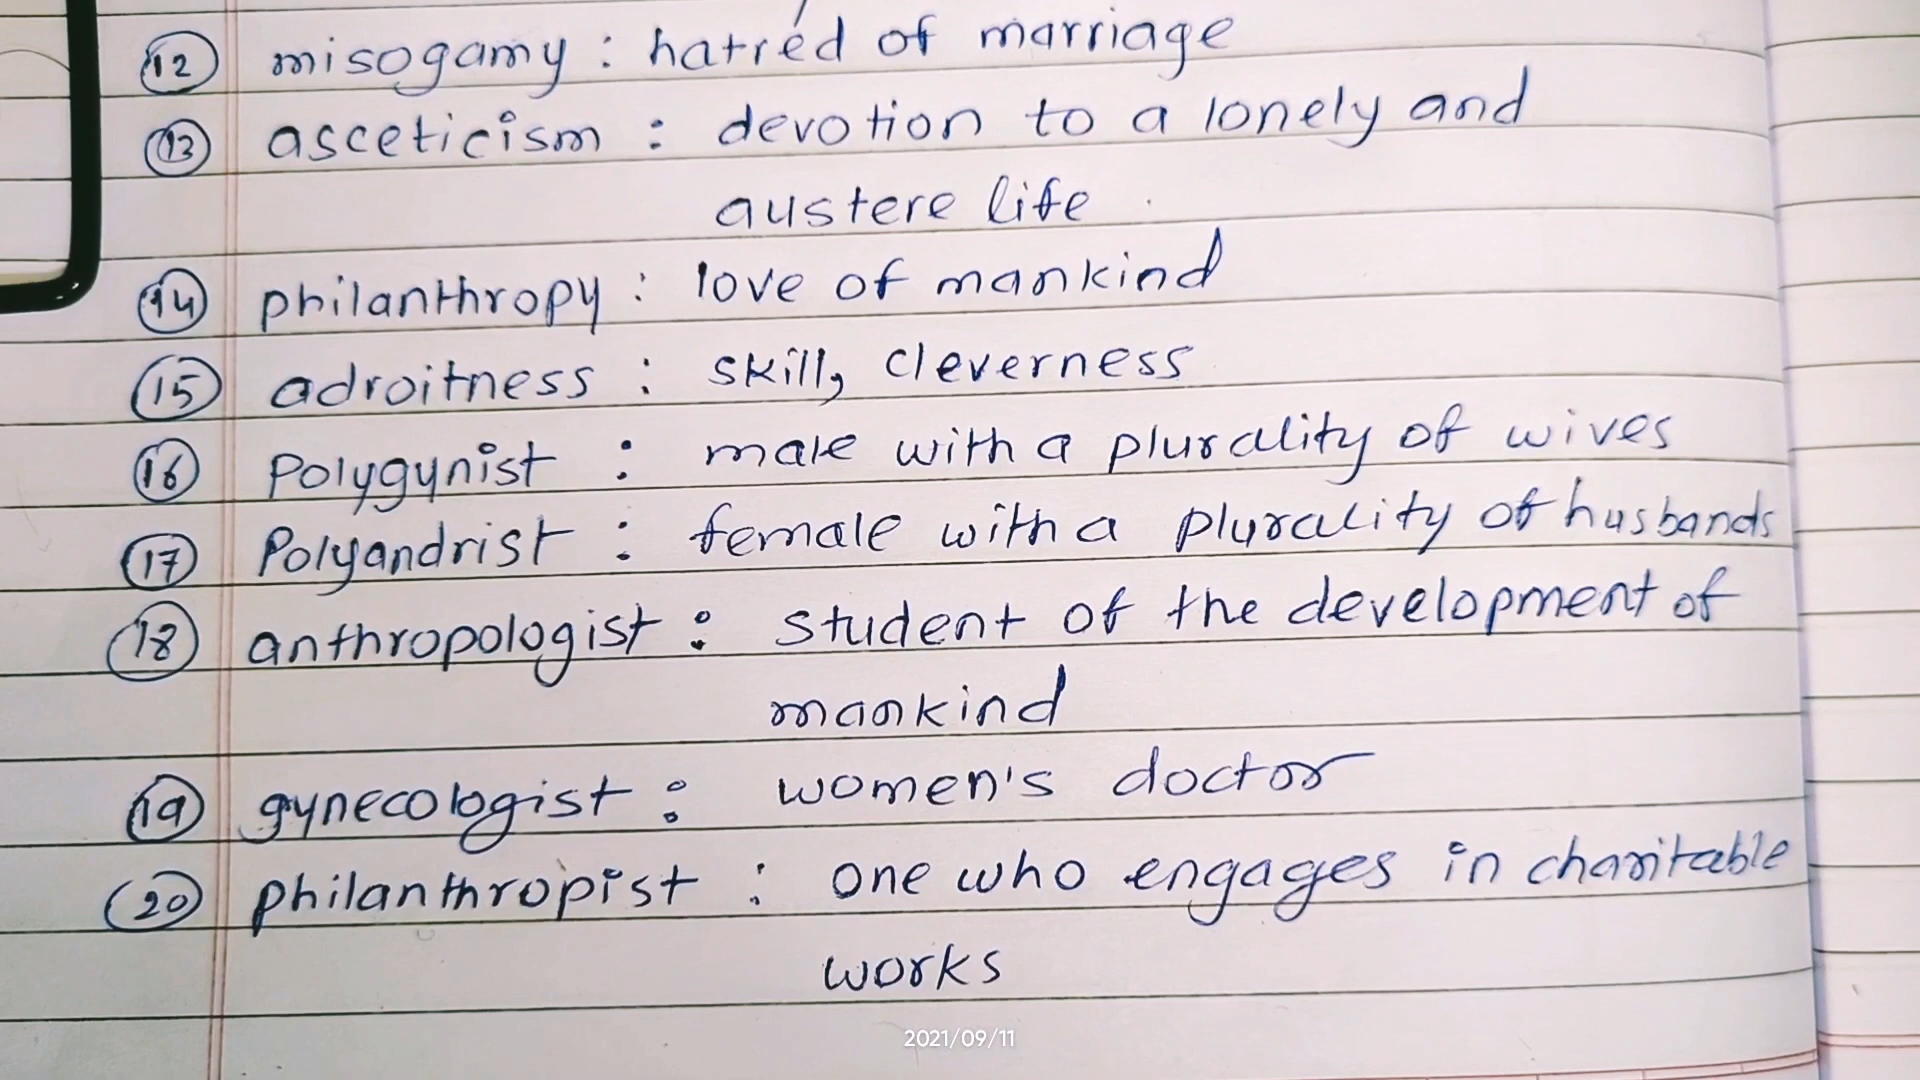 12 misogamy : hatred of marriage
13 asceticism : devotion to a lonely and
austere life
14 philanthropy : love of mankind
15 adroitness : skill, cleverness
16 Polygynist : male with a plurality of wives
17 Polyandrist : female with a plurality of husbands
18 anthropologist : student of the development of
mankind
19 gynecologist : women's doctor
20 philanthropist : one who engages in charitable
works
2021/09/11